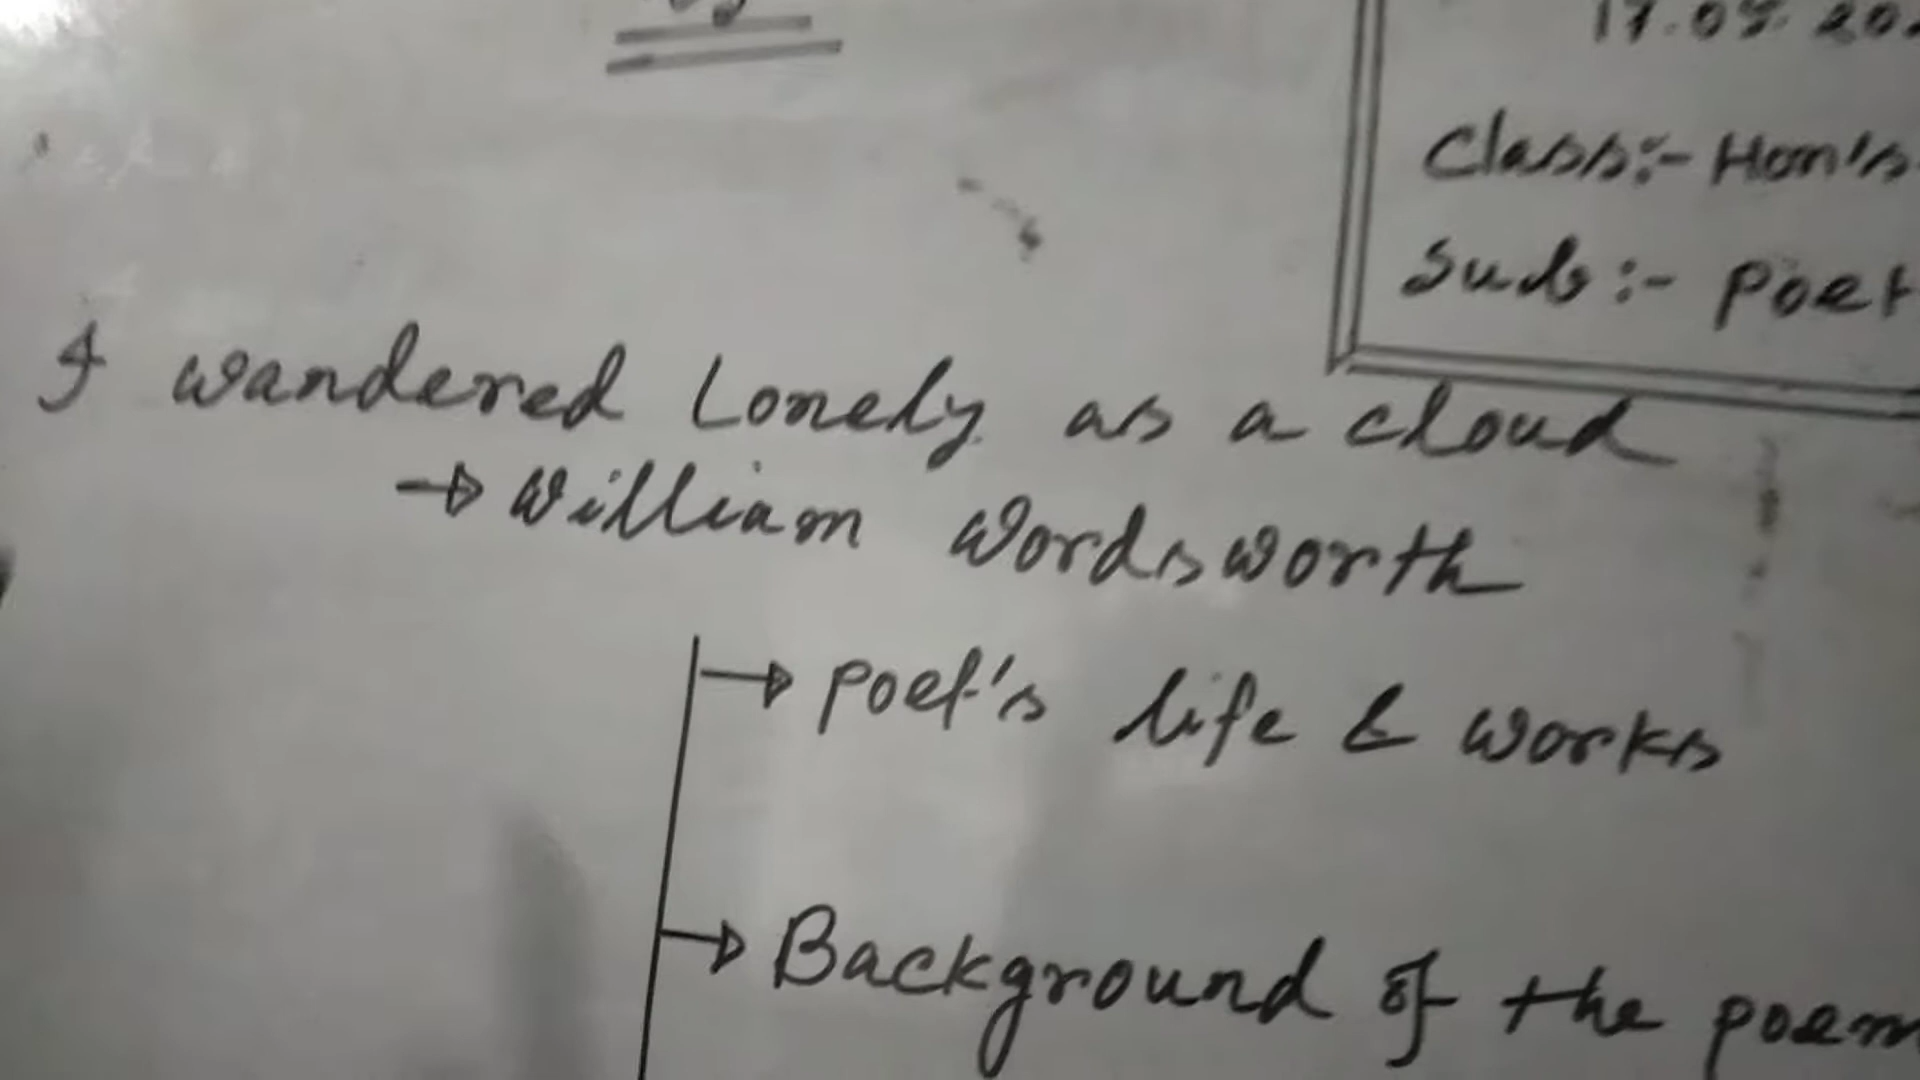 Class:- Hon's
Sub:- Poet
I wandered Lonely as a cloud
→ William Wordsworth
→ Poet's life & works
→ Background of the poem